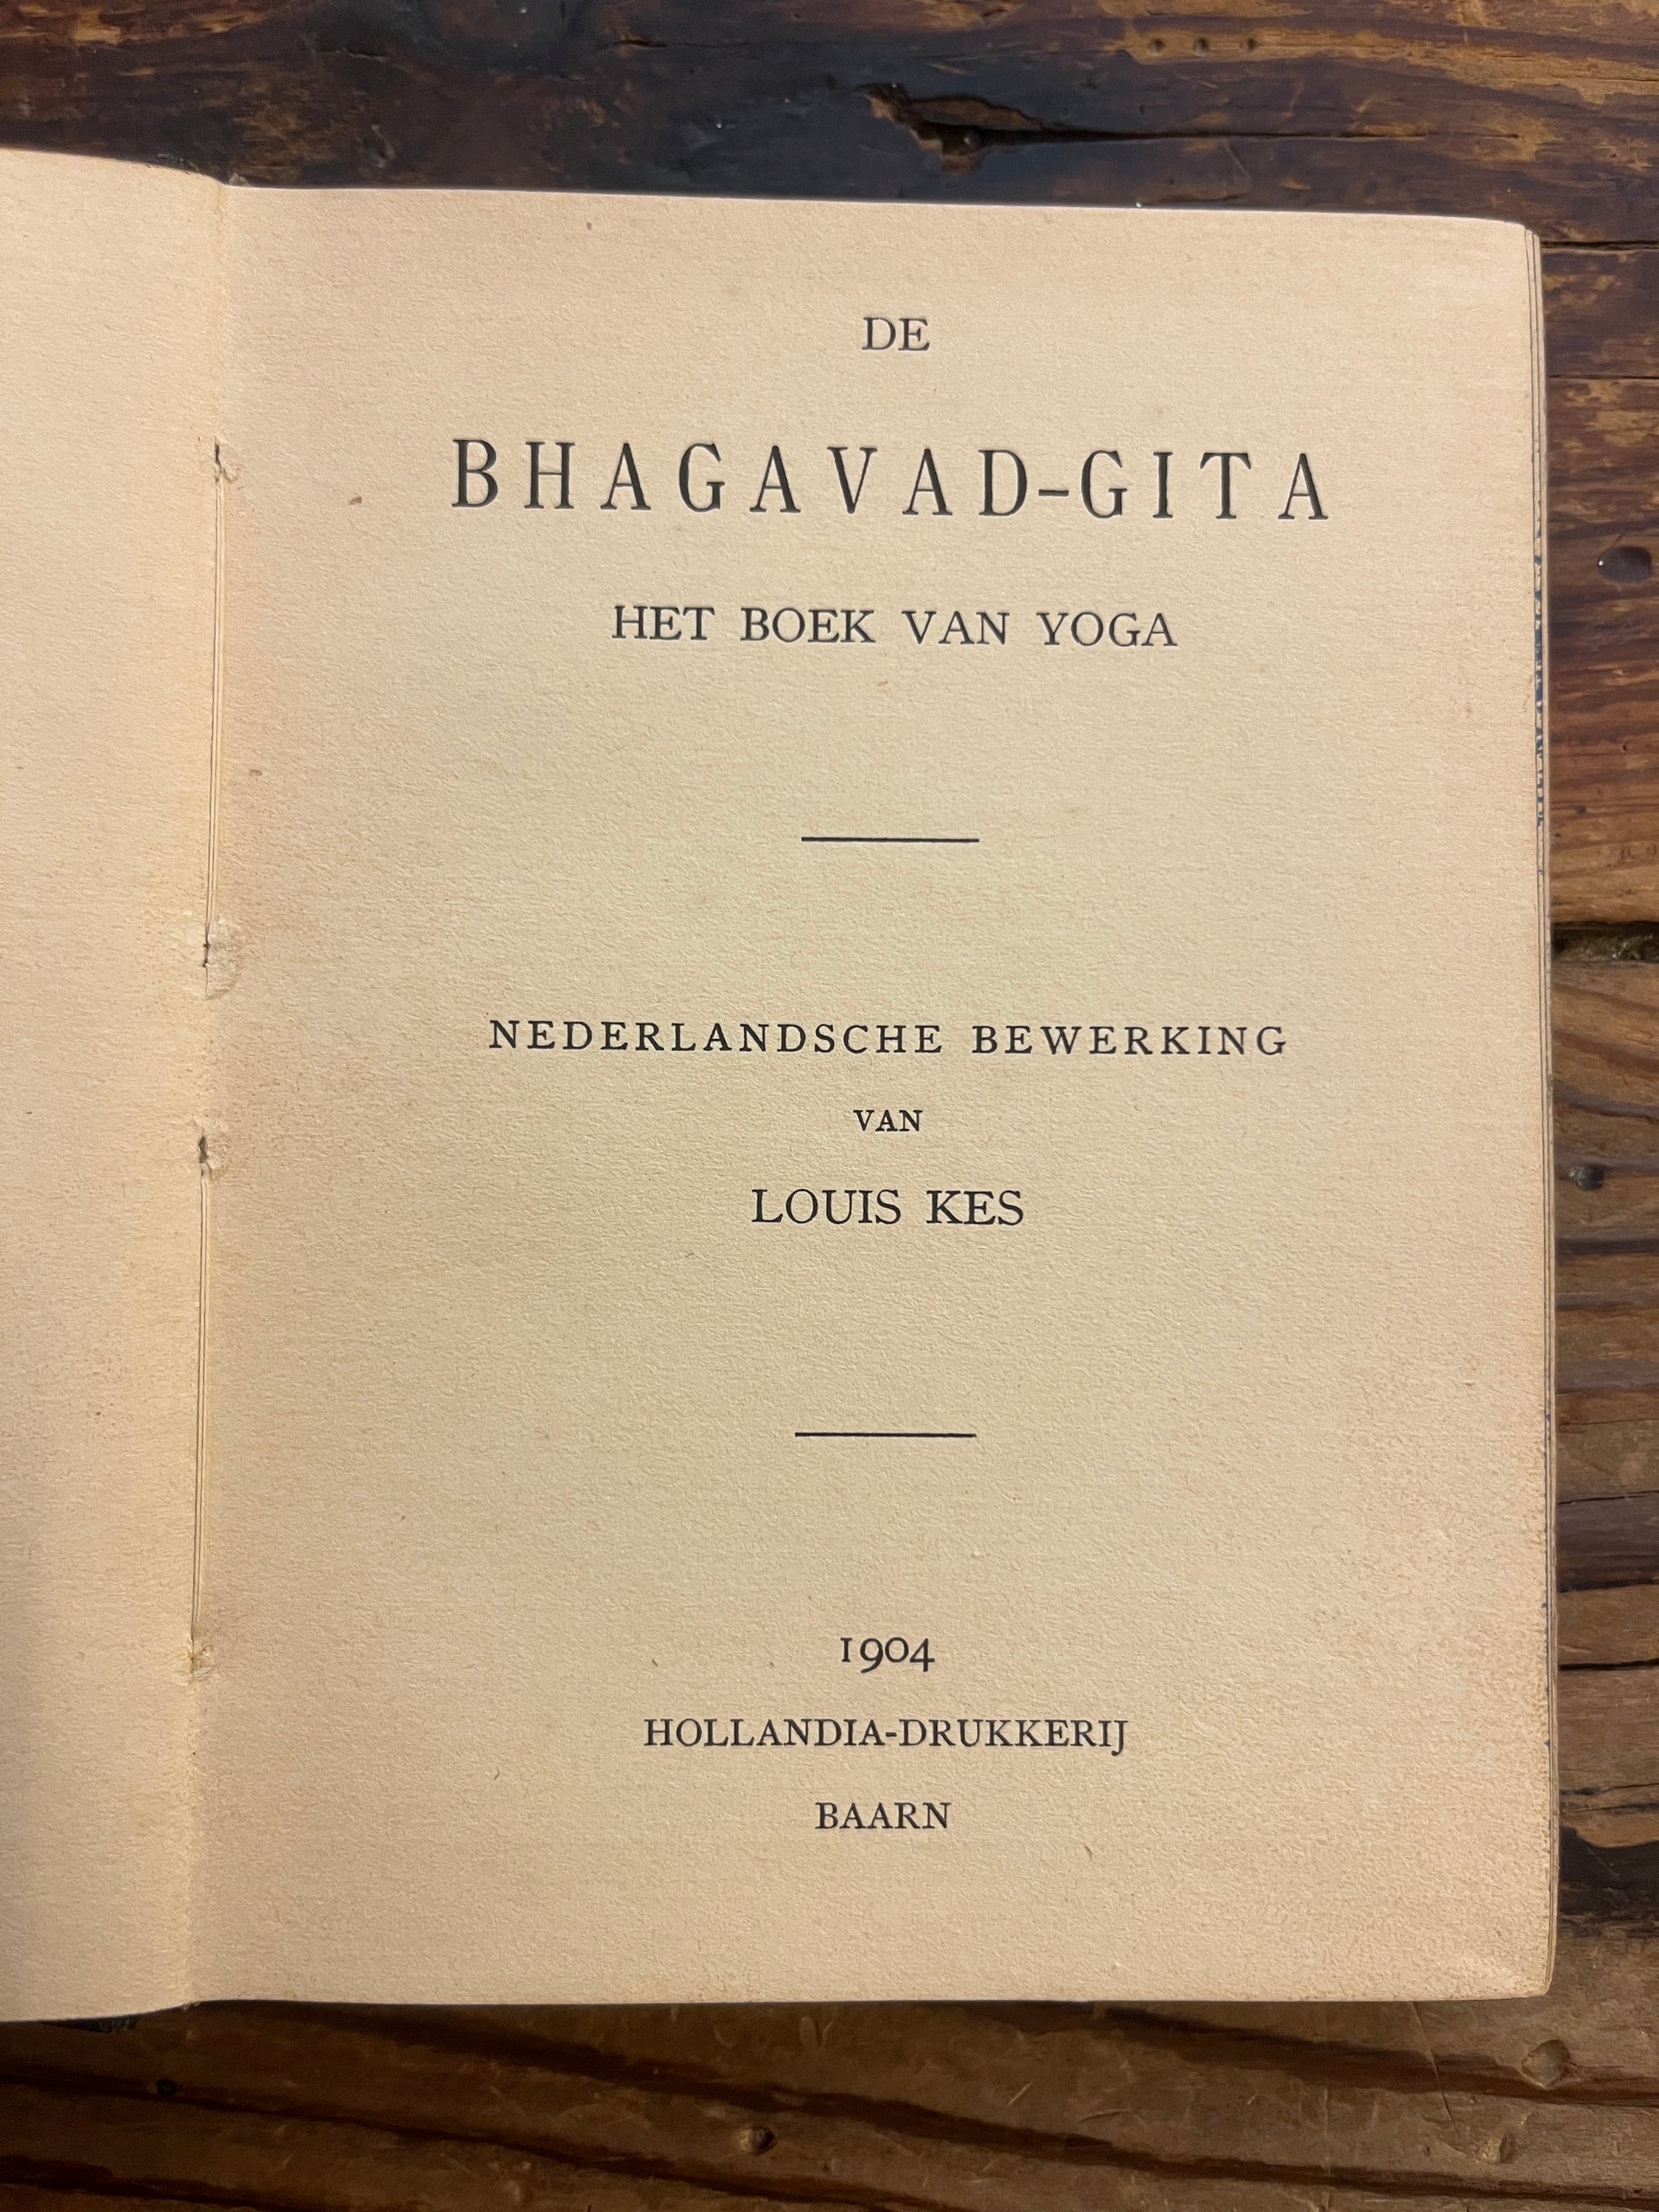 DE
BHAGAVAD-GITA
HET BOEK VAN YOGA
NEDERLANDSCHE BEWERKING
VAN
LOUIS KES
1904
HOLLANDIA-DRUKKERIJ
BAARN